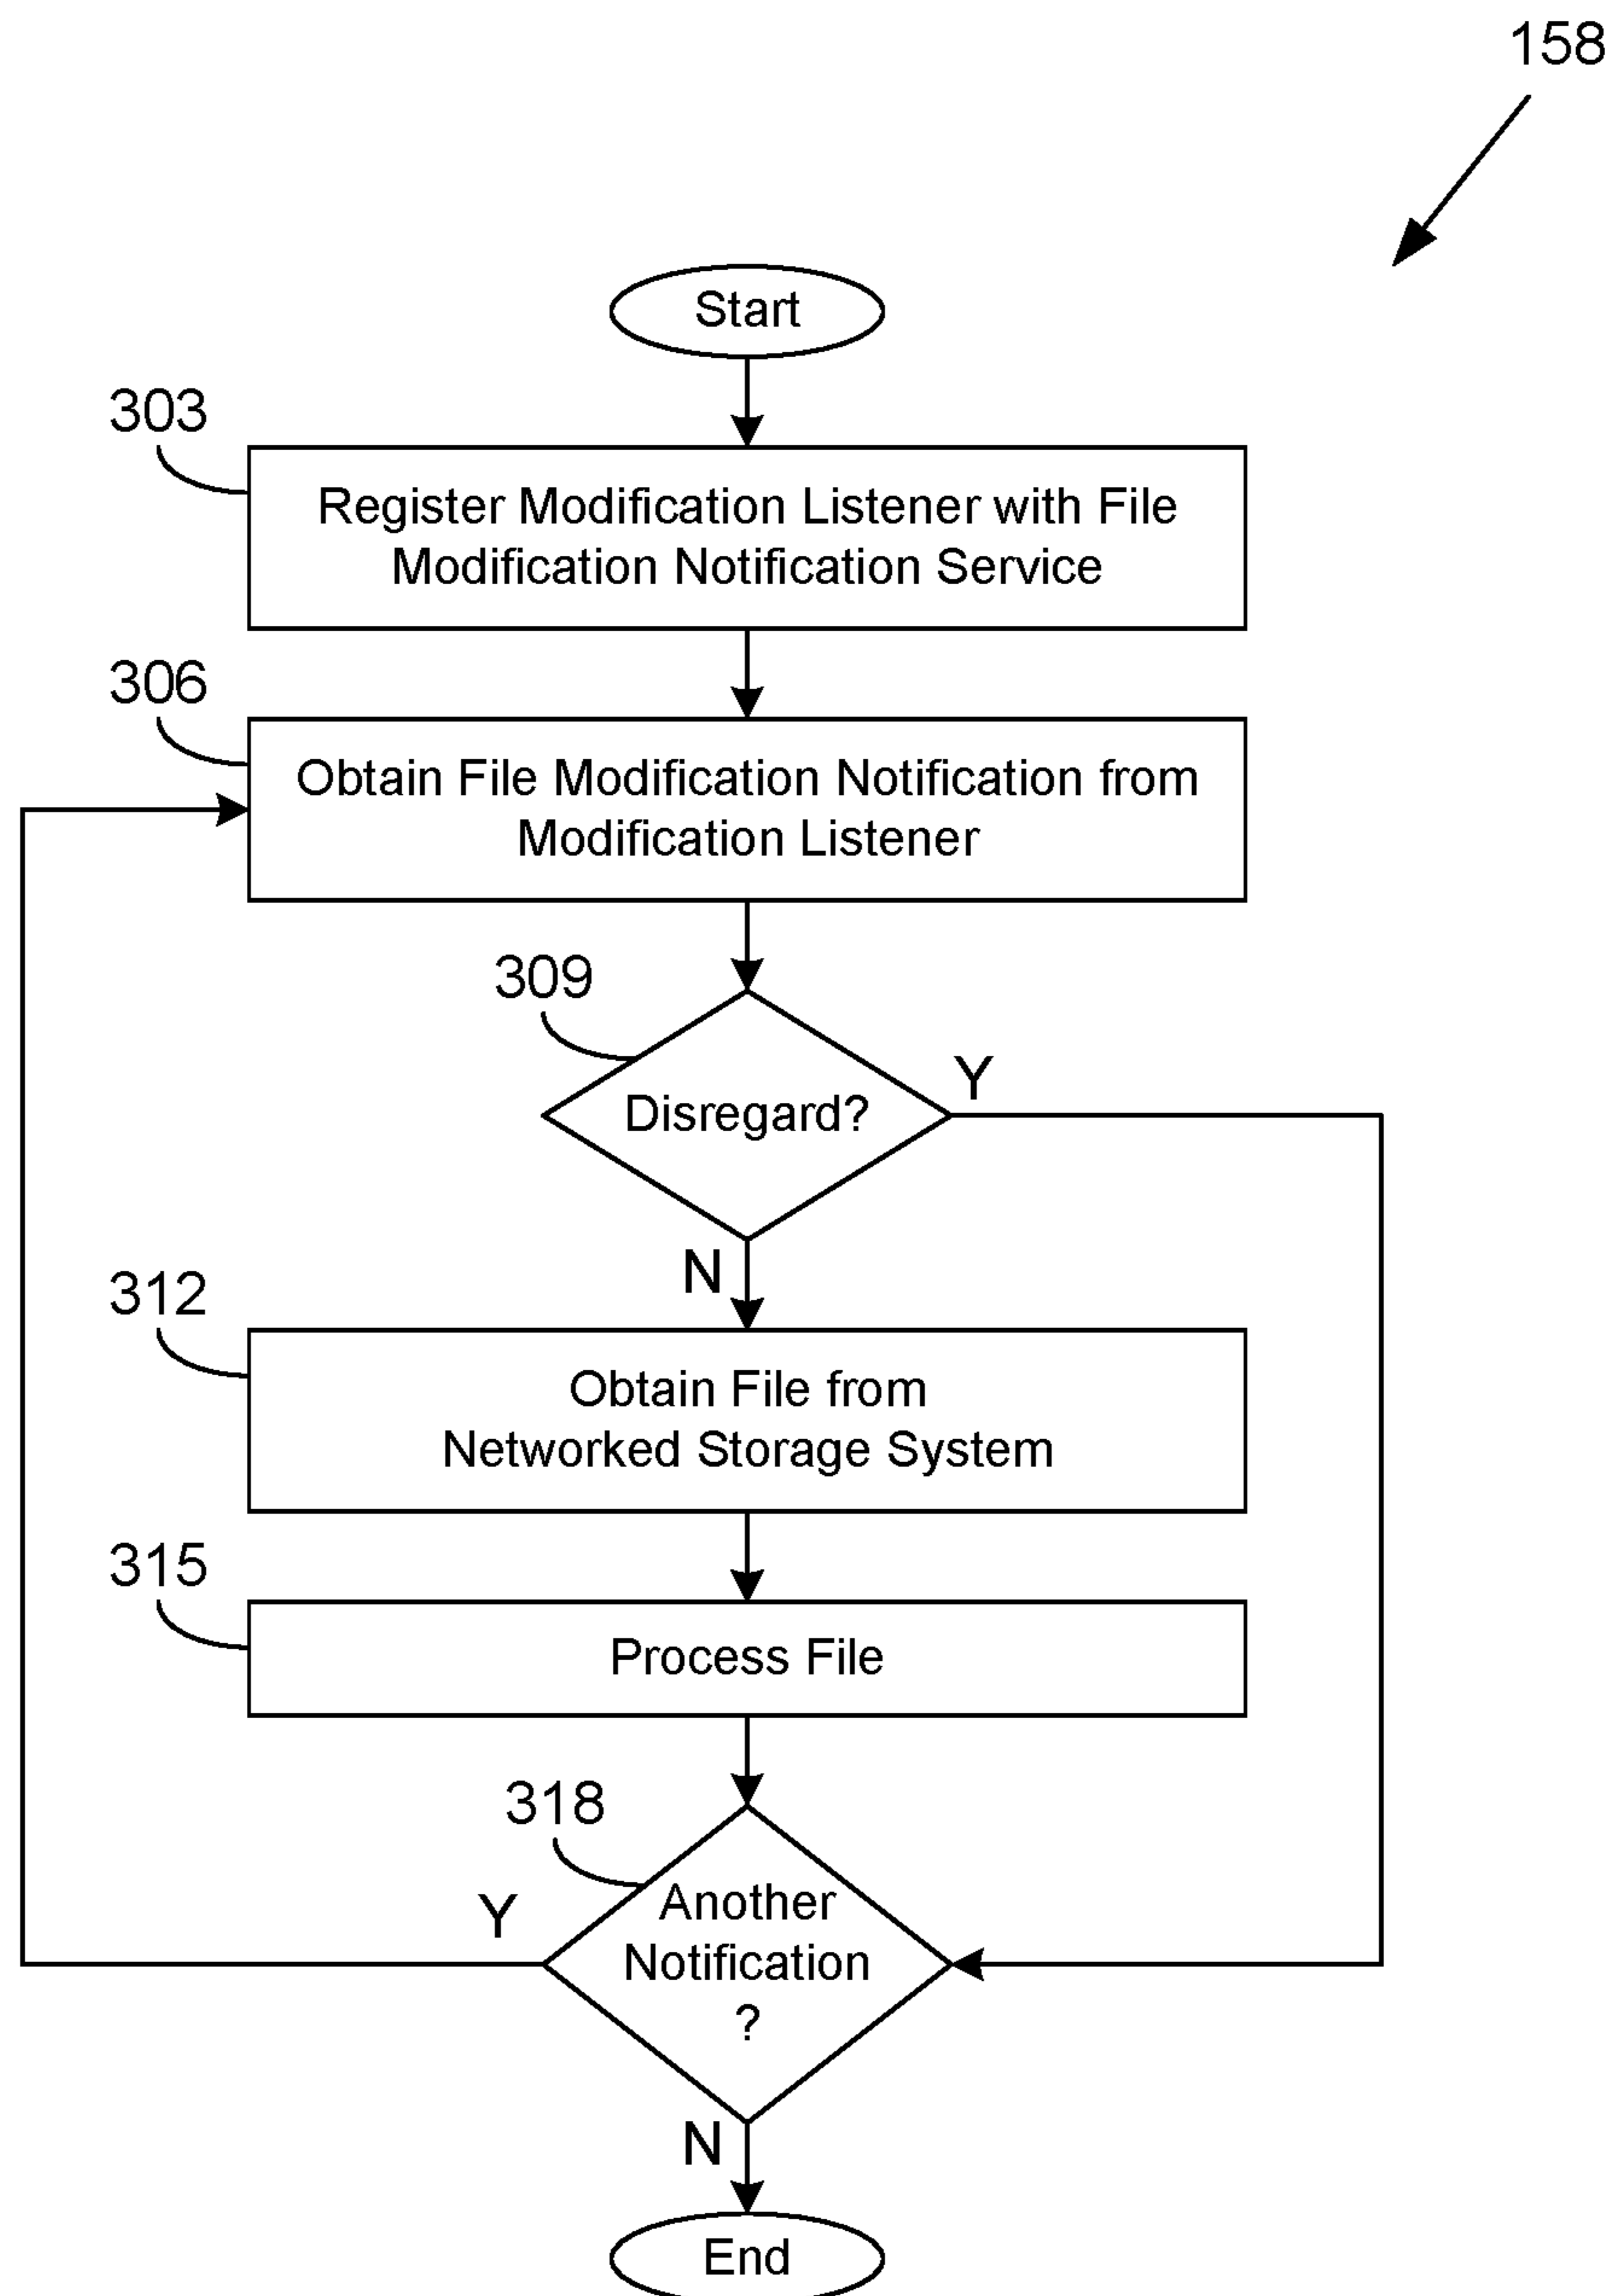 158
Start
303
Register Modification Listener with File
Modification Notification Service
306
Obtain File Modification Notification from
Modification Listener
309
Disregard?
Y
N
312
Obtain File from
Networked Storage System
315
Process File
318
Another
Notification
?
Y
N
End